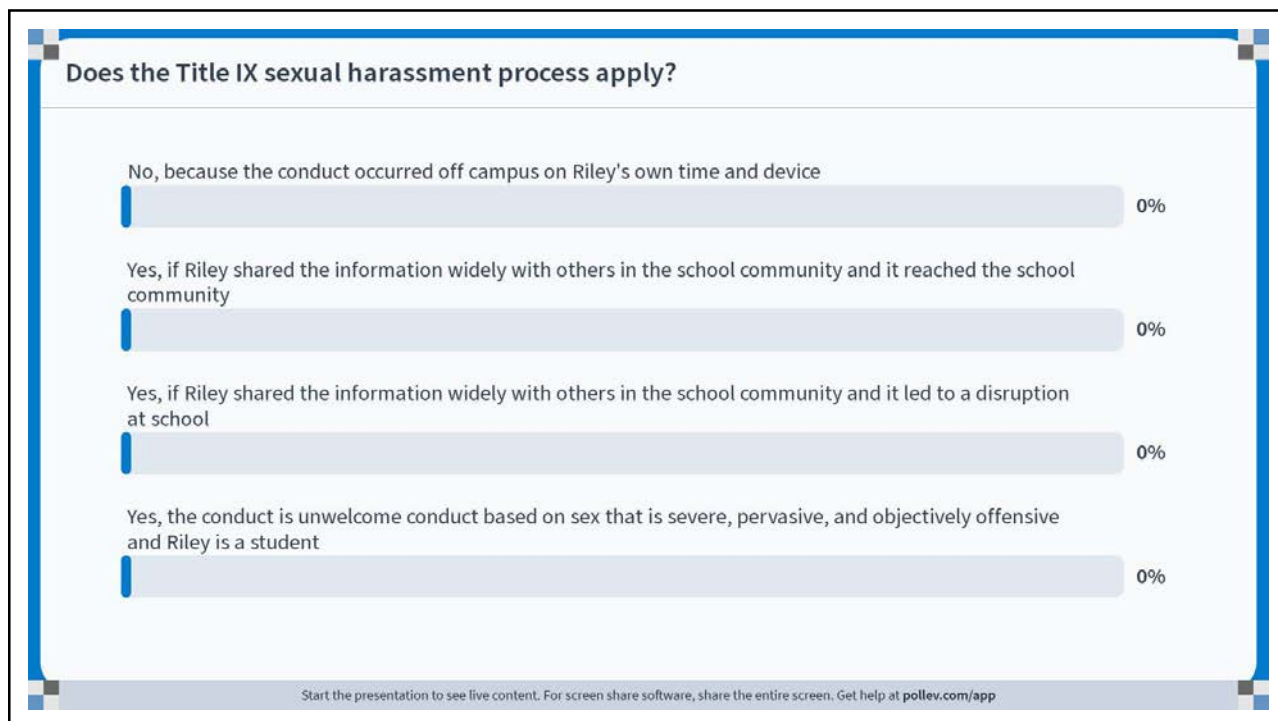 Does the Title IX sexual harassment process apply?
No, because the conduct occurred off campus on Riley's own time and device
0%
Yes, if Riley shared the information widely with others in the school community and it reached the school
community
0%
Yes, if Riley shared the information widely with others in the school community and it led to a disruption
at school
0%
Yes, the conduct is unwelcome conduct based on sex that is severe, pervasive, and objectively offensive
and Riley is a student
0%
Start the presentation to see live content. For screen share software, share the entire screen. Get help at pollev.com/app